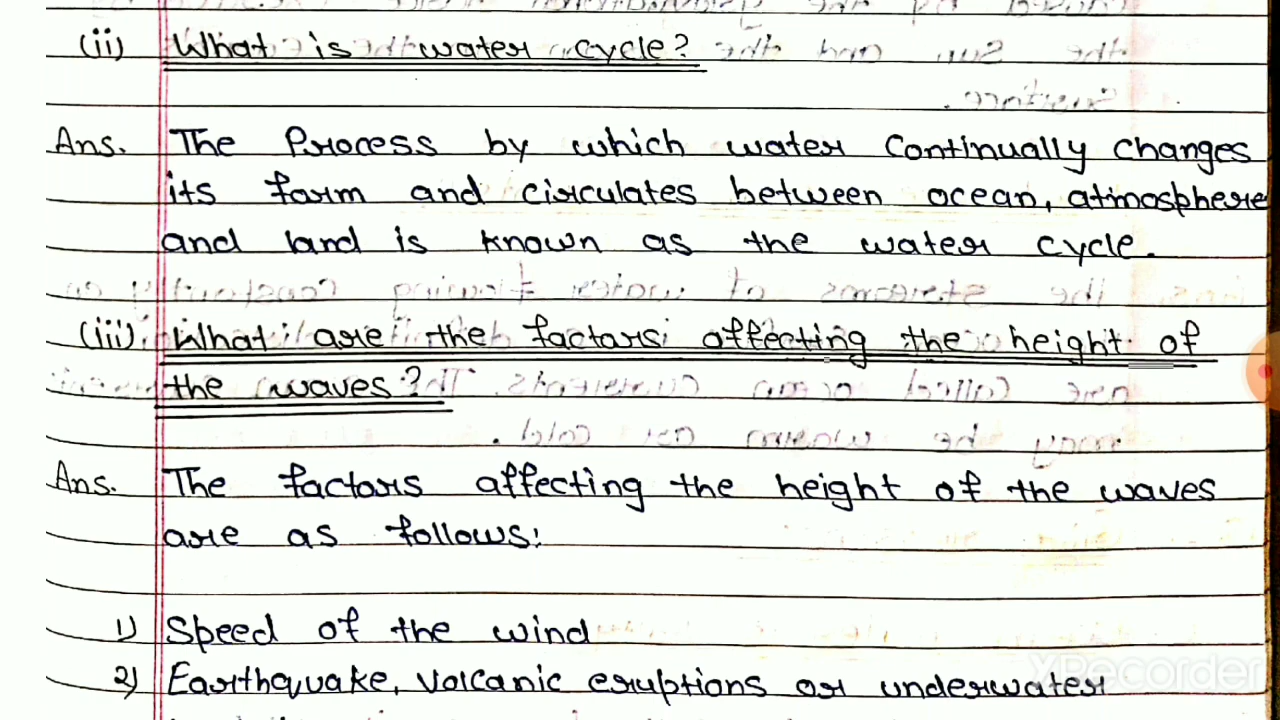 (ii) What is water cycle?
Ans. The Process by which water Continually changes
its form and circulates between ocean, atmosphere
and land is known as the water cycle.
(iii) What are the factors affecting the height of
the waves?
Ans. The factors affecting the height of the waves
are as follows:
1) Speed of the wind
2) Earthquake, volcanic eruptions or underwater
XRecorder